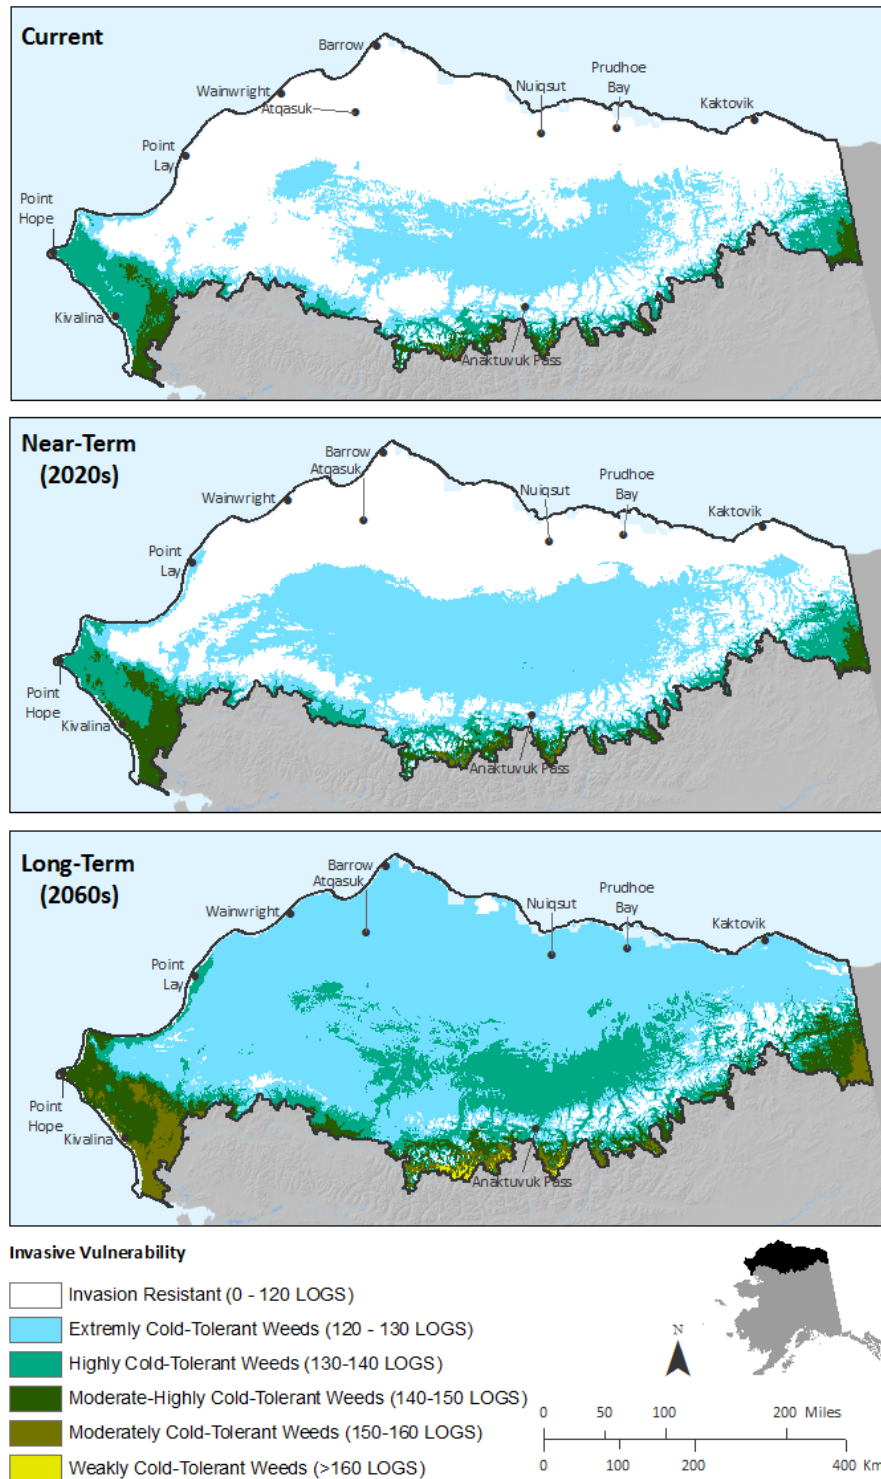 Current
Barrow
Wainwright
Atqasuk
Nuiqsut
Prudhoe
Bay
Kaktovik
Point
Lay
Point
Hope
Kivalina
Anaktuvuk Pass
Near-Term
(2020s)
Barrow
Atqasuk
Wainwright
Nuiqsut
Prudhoe
Bay
Kaktovik
Point
Lay
Point
Hope
Kivalina
Anaktuvuk Pass
Long-Term
(2060s)
Barrow
Atqasuk
Wainwright
Nuiqsut
Prudhoe
Bay
Kaktovik
Point
Lay
Point
Hope
Kivalina
Anaktuvuk Pass
Invasive Vulnerability
Invasion Resistant (0 - 120 LOGS)
Extremly Cold-Tolerant Weeds (120 - 130 LOGS)
Highly Cold-Tolerant Weeds (130-140 LOGS)
Moderate-Highly Cold-Tolerant Weeds (140-150 LOGS)
Moderately Cold-Tolerant Weeds (150-160 LOGS)
Weakly Cold-Tolerant Weeds (>160 LOGS)
N
0 50 100 200 Miles
0 100 200 400 Km